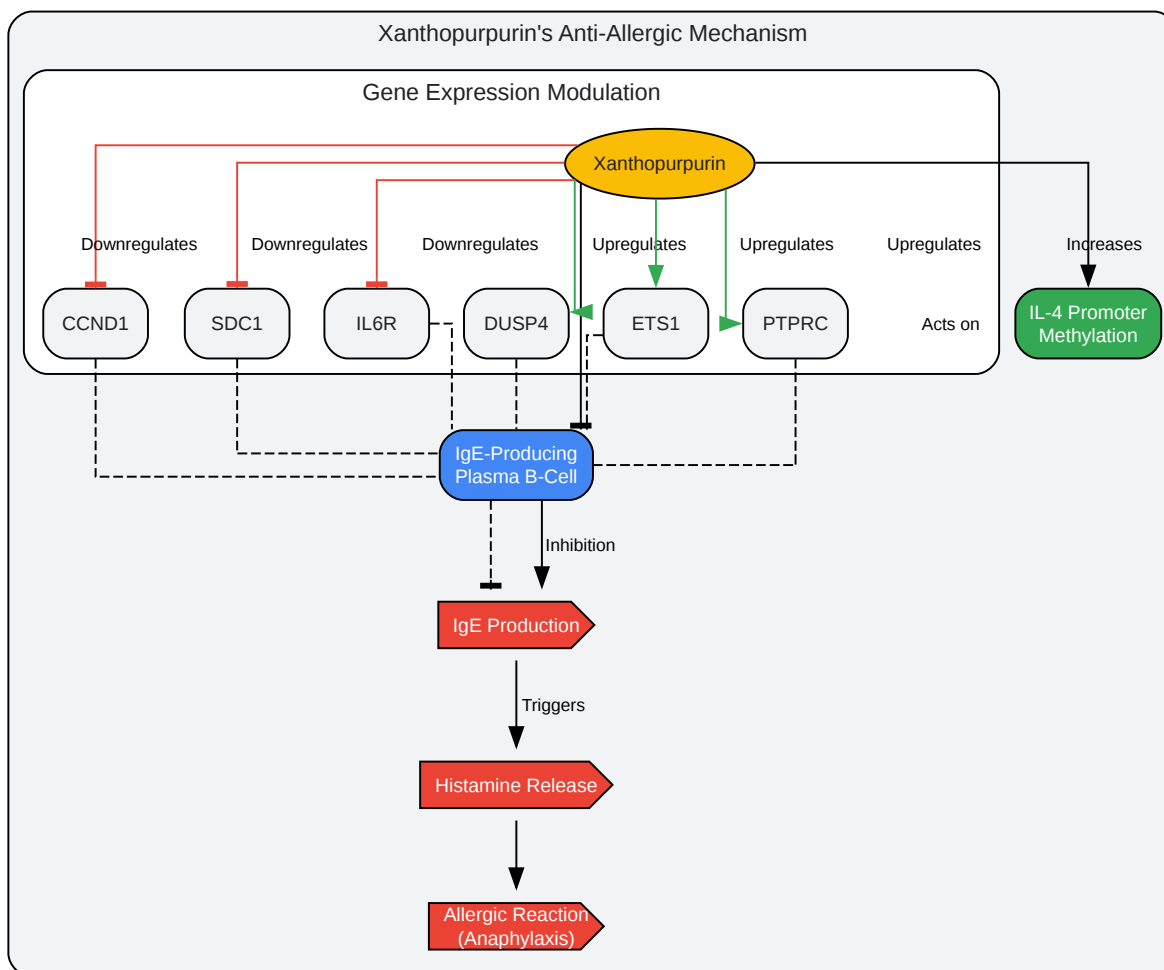 Xanthopurpurin's Anti-Allergic Mechanism
Gene Expression Modulation
Xanthopurpurin
Downregulates
Downregulates
Downregulates
Upregulates
Upregulates
Upregulates
Increases
CCND1
SDC1
IL6R
DUSP4
ETS1
PTPRC
Acts on
IL-4 Promoter
Methylation
IgE-Producing
Plasma B-Cell
Inhibition
IgE Production
Triggers
Histamine Release
Allergic Reaction
(Anaphylaxis)